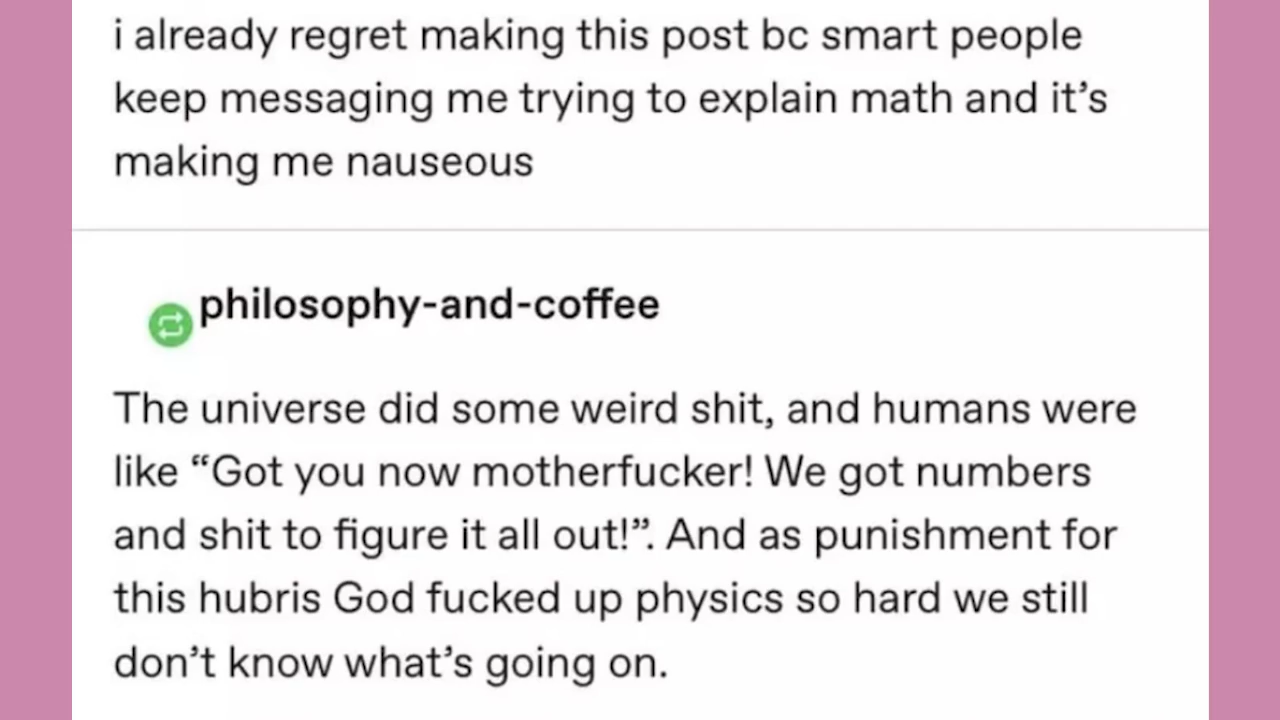 i already regret making this post bc smart people
keep messaging me trying to explain math and it’s
making me nauseous
philosophy-and-coffee
The universe did some weird shit, and humans were
like “Got you now motherfucker! We got numbers
and shit to figure it all out!”. And as punishment for
this hubris God fucked up physics so hard we still
don’t know what’s going on.